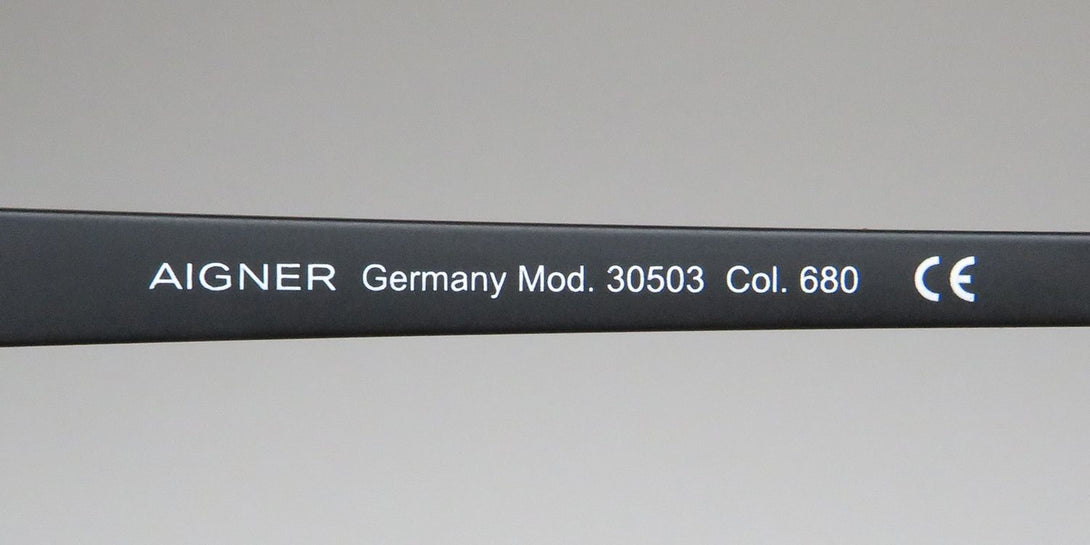 AIGNER Germany Mod. 30503 Col. 680 CE